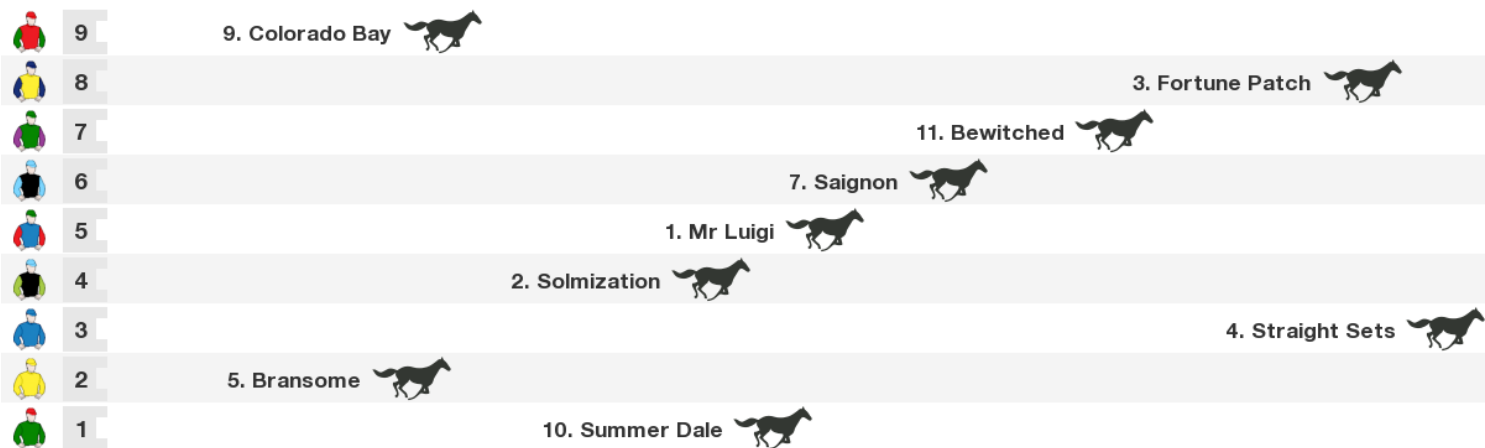 9 9. Colorado Bay
8 3. Fortune Patch
7 11. Bewitched
6 7. Saignon
5 1. Mr Luigi
4 2. Solmization
3 4. Straight Sets
2 5. Bransome
1 10. Summer Dale